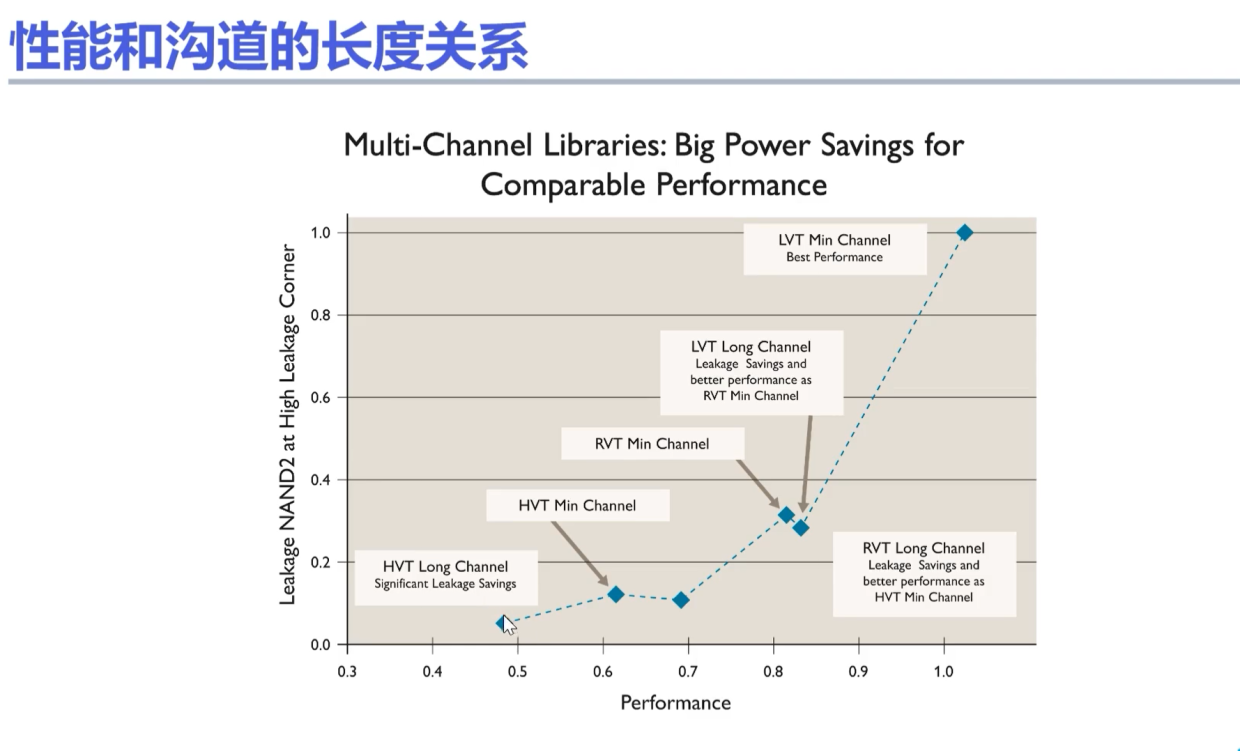 性能和沟道的长度关系
Multi-Channel Libraries: Big Power Savings for
Comparable Performance
Leakage NAND2 at High Leakage Corner
1.0
0.8
0.6
0.4
0.2
0.0
LVT Min Channel
Best Performance
LVT Long Channel
Leakage Savings and
better performance as
RVT Min Channel
RVT Min Channel
HVT Min Channel
HVT Long Channel
Significant Leakage Savings
RVT Long Channel
Leakage Savings and
better performance as
HVT Min Channel
0.3 0.4 0.5 0.6 0.7 0.8 0.9 1.0
Performance